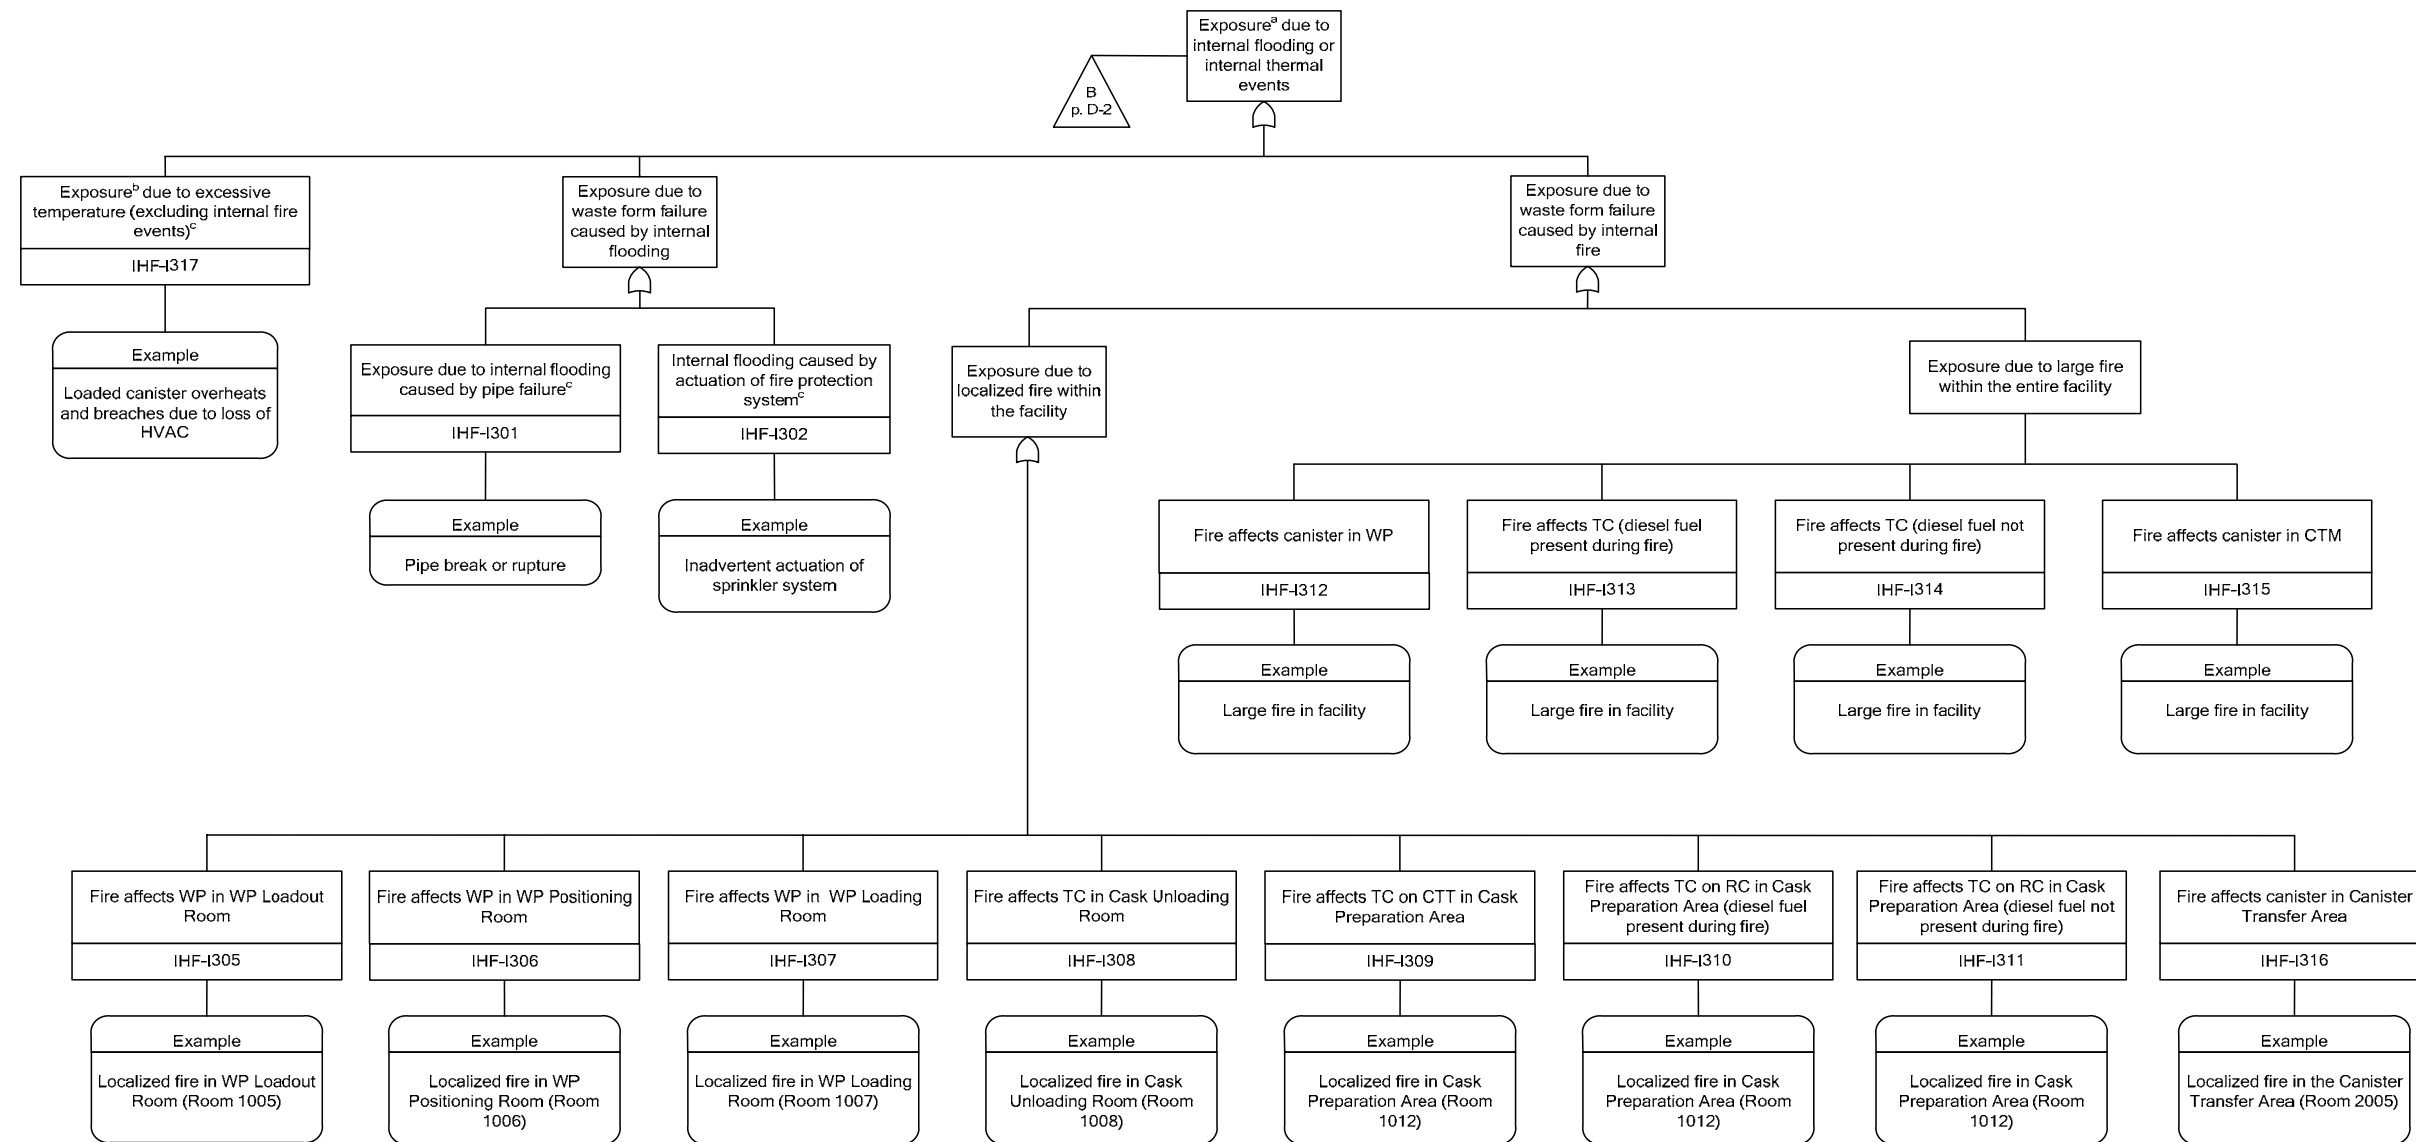 Exposureᵃ due to
internal flooding or
internal thermal
events
B
p. D-2
Exposureᵇ due to excessive
temperature (excluding internal fire
events)ᶜ
IHF-I317
Example
Loaded canister overheats
and breaches due to loss of
HVAC
Exposure due to
waste form failure
caused by internal
flooding
Exposure due to internal flooding
caused by pipe failureᶜ
IHF-I301
Example
Pipe break or rupture
Internal flooding caused by
actuation of fire protection
systemᶜ
IHF-I302
Example
Inadvertent actuation of
sprinkler system
Exposure due to
waste form failure
caused by internal
fire
Exposure due to
localized fire within
the facility
Exposure due to large fire
within the entire facility
Fire affects canister in WP
IHF-I312
Example
Large fire in facility
Fire affects TC (diesel fuel
present during fire)
IHF-I313
Example
Large fire in facility
Fire affects TC (diesel fuel not
present during fire)
IHF-I314
Example
Large fire in facility
Fire affects canister in CTM
IHF-I315
Example
Large fire in facility
Fire affects WP in WP Loadout
Room
IHF-I305
Example
Localized fire in WP Loadout
Room (Room 1005)
Fire affects WP in WP Positioning
Room
IHF-I306
Example
Localized fire in WP
Positioning Room (Room
1006)
Fire affects WP in WP Loading
Room
IHF-I307
Example
Localized fire in WP Loading
Room (Room 1007)
Fire affects TC in Cask Unloading
Room
IHF-I308
Example
Localized fire in Cask
Unloading Room (Room
1008)
Fire affects TC on CTT in Cask
Preparation Area
IHF-I309
Example
Localized fire in Cask
Preparation Area (Room
1012)
Fire affects TC on RC in Cask
Preparation Area (diesel fuel
present during fire)
IHF-I310
Example
Localized fire in Cask
Preparation Area (Room
1012)
Fire affects TC on RC in Cask
Preparation Area (diesel fuel not
present during fire)
IHF-I311
Example
Localized fire in Cask
Preparation Area (Room
1012)
Fire affects canister in Canister
Transfer Area
IHF-I316
Example
Localized fire in the Canister
Transfer Area (Room 2005)